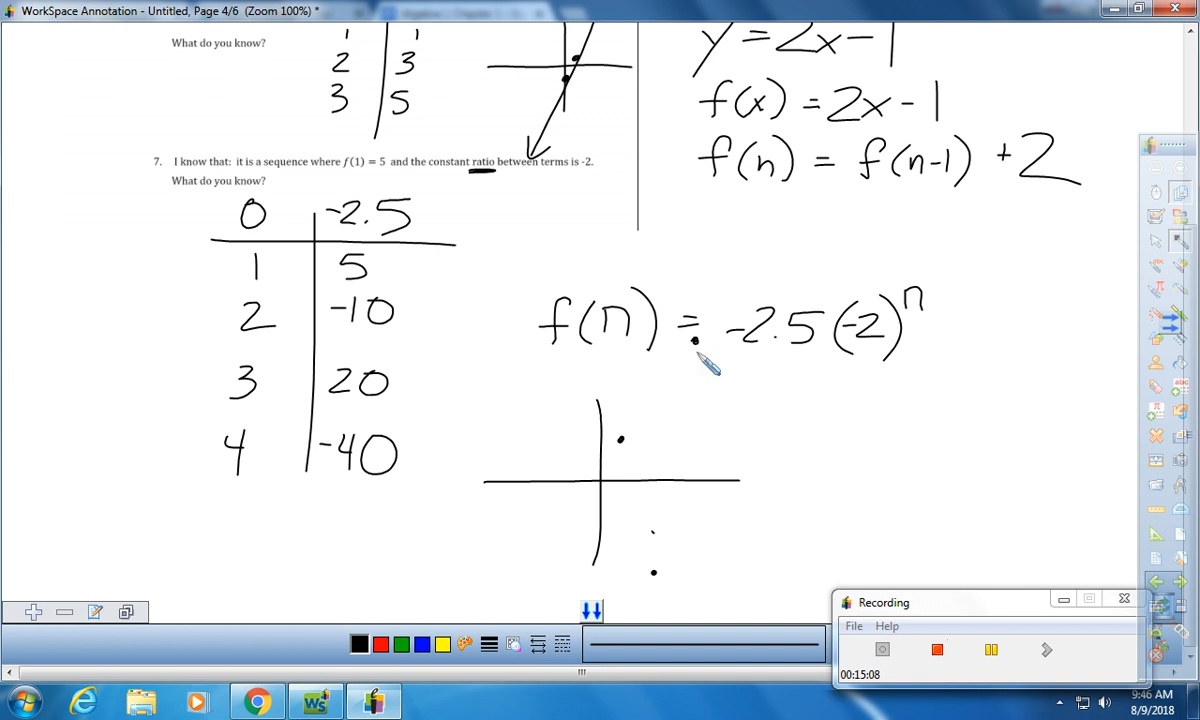 WorkSpace Annotation - Untitled, Page 4/6 (Zoom 100%) *
1 1
What do you know?
2 3
3 5
y = 2x - 1
f(x) = 2x - 1
f(n) = f(n-1) + 2
7. I know that: it is a sequence where f(1) = 5 and the constant ratio between terms is -2.
What do you know?
0 -2.5
1 5
2 -10
3 20
4 -40
f(n) = -2.5(-2)^n
Recording
File Help
00:15:08
9:46 AM
8/9/2018